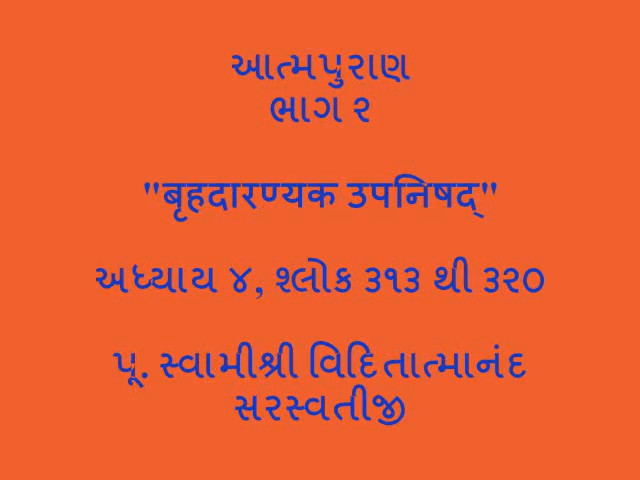 આત્મપુરાણ
ભાગ ૨
"बृहदारण्यक उपनिषद्"
અધ્યાય ૪, શ્લોક ૩૧૩ થી ૩૨૦
પૂ. સ્વામીશ્રી વિદિતાત્માનંદ
સરસ્વતીજી